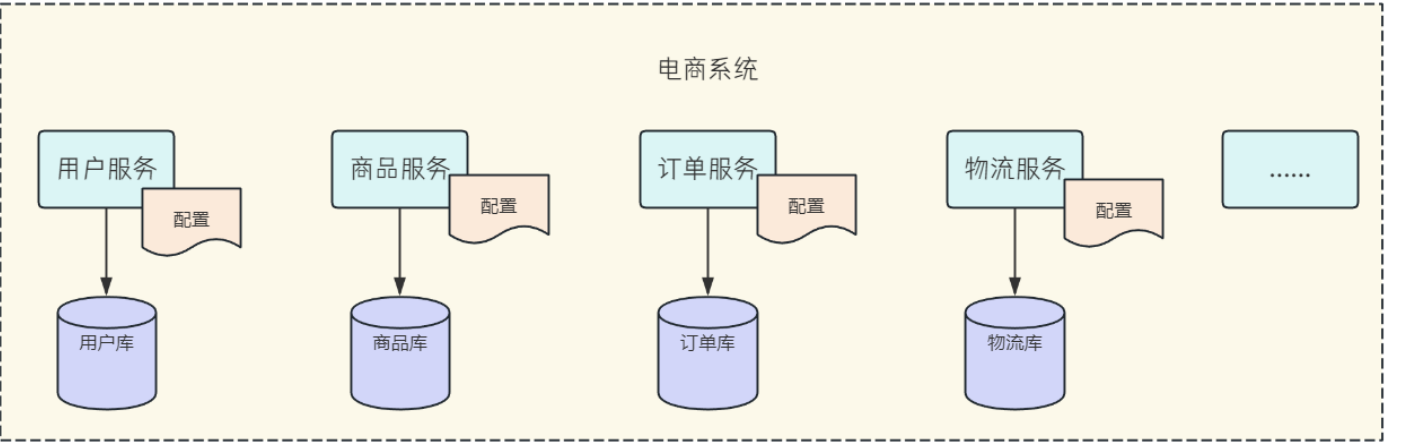 电商系统
用户服务
商品服务
订单服务
物流服务
......
配置
配置
配置
配置
用户库
商品库
订单库
物流库